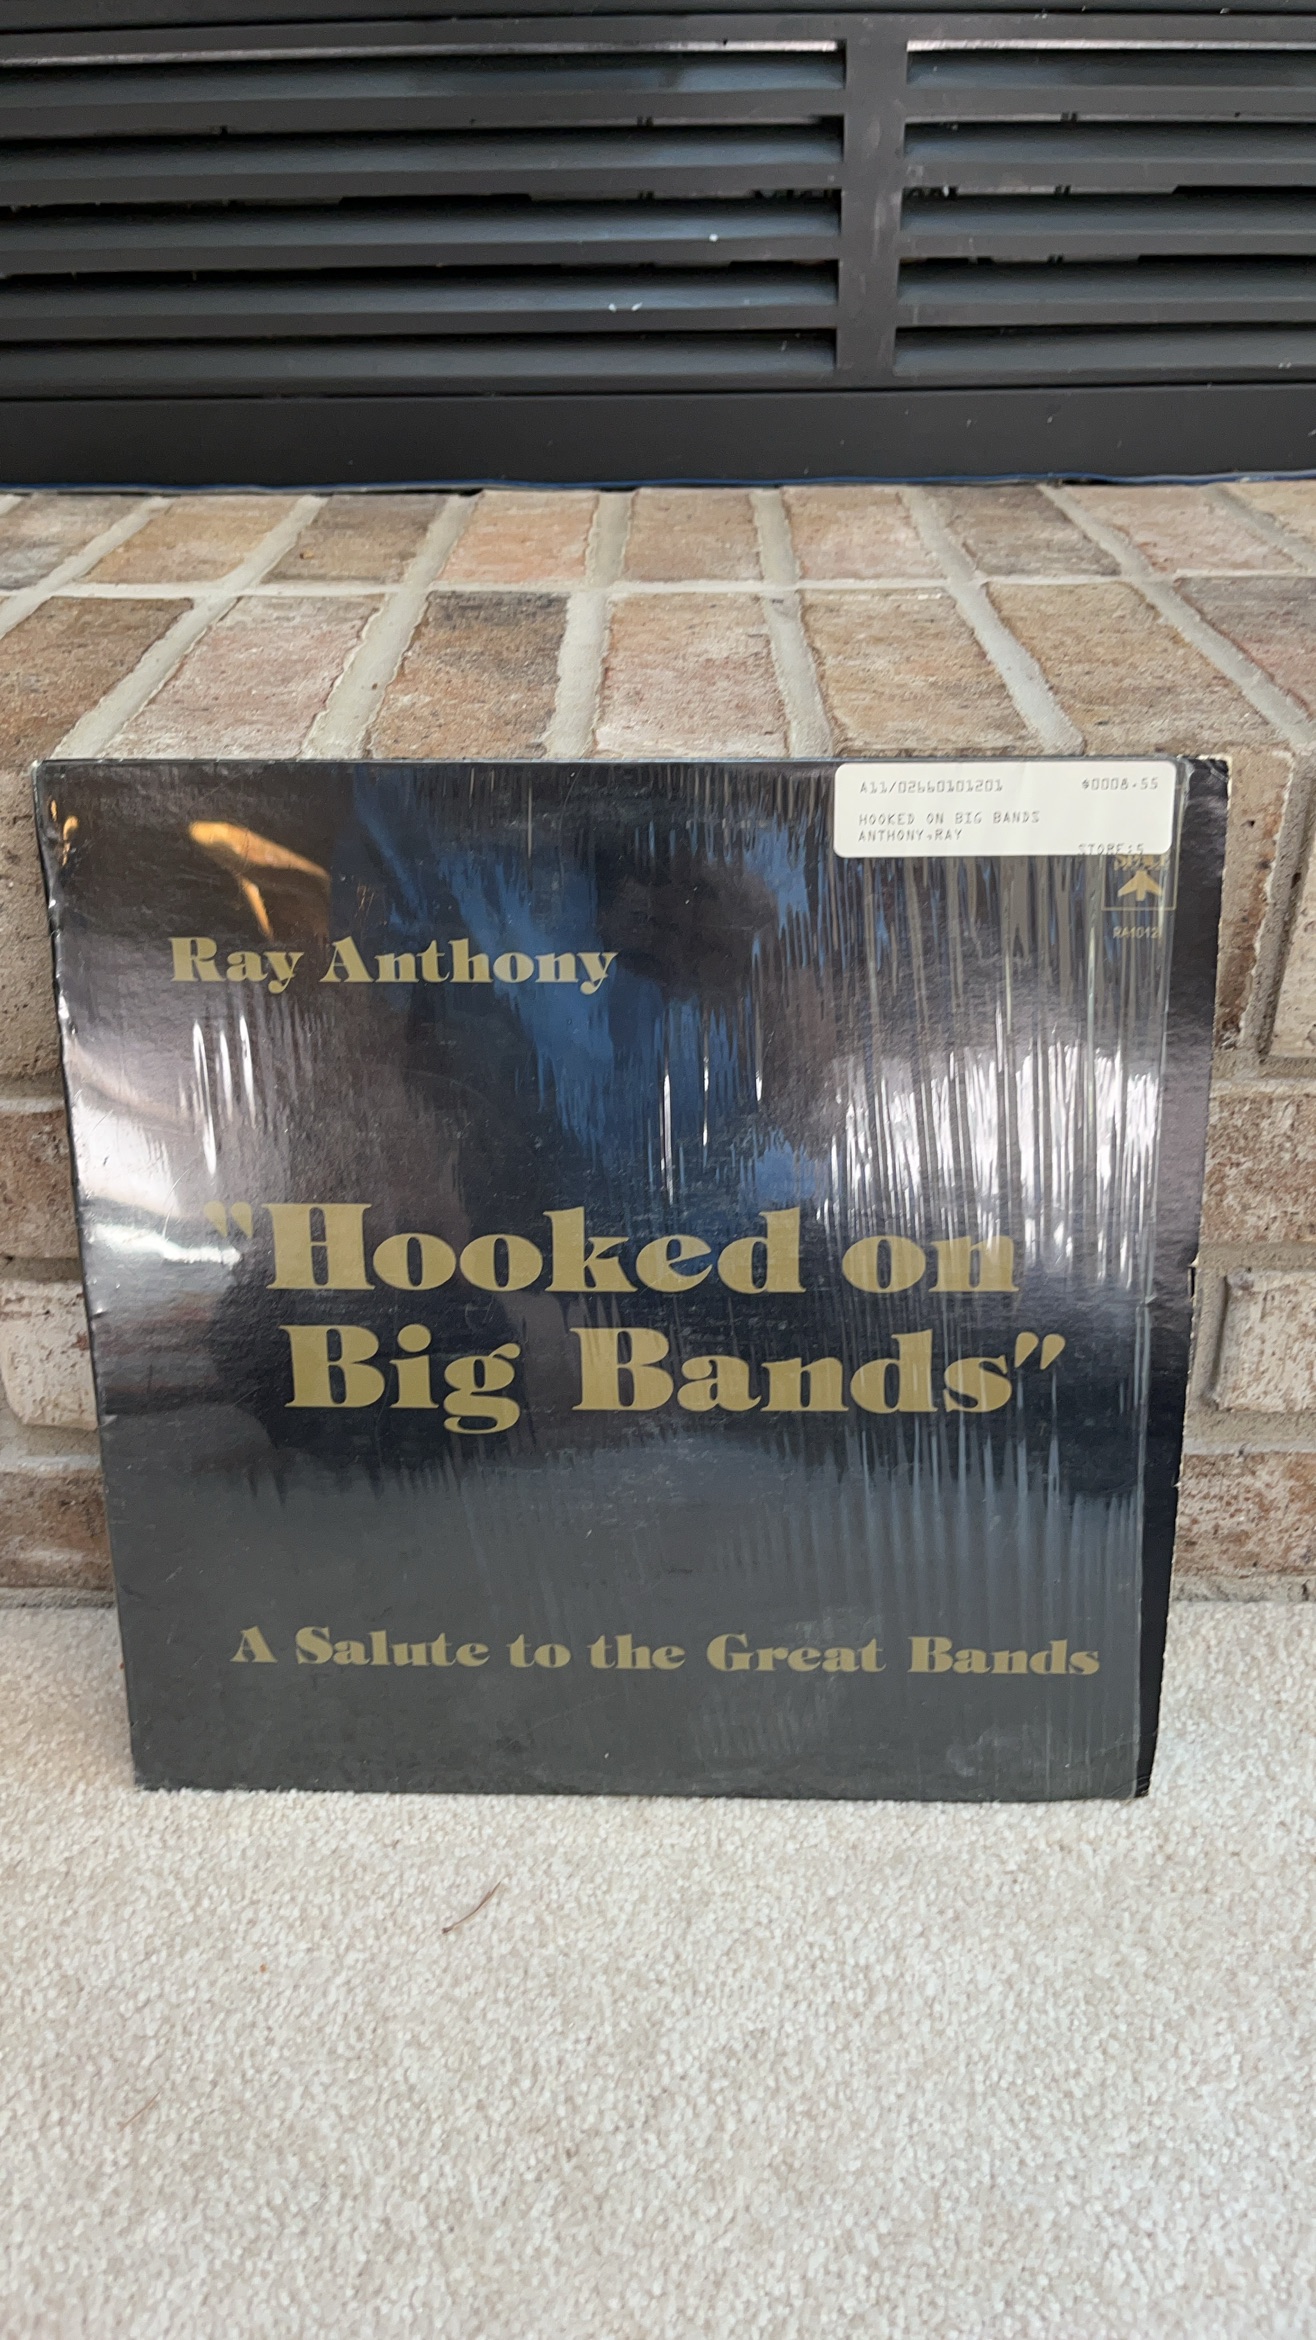 A11/02660101201 $0008.55
HOOKED ON BIG BANDS
ANTHONY,RAY
STORE:5
SPACE
RA1012
Ray Anthony
"Hooked on
Big Bands"
A Salute to the Great Bands